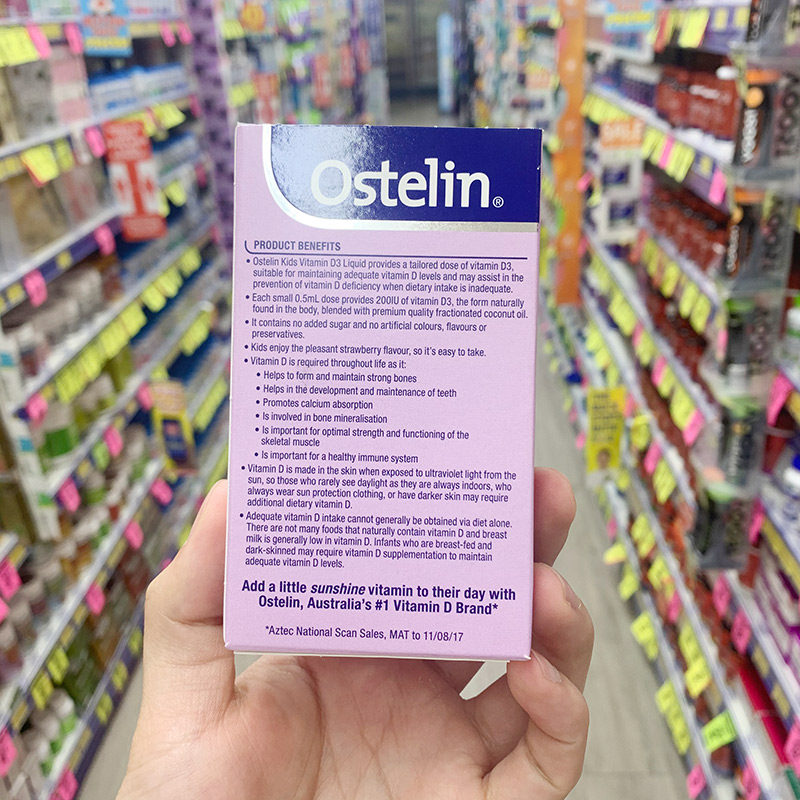 Ostelin®
PRODUCT BENEFITS
• Ostelin Kids Vitamin D3 Liquid provides a tailored dose of vitamin D3,
suitable for maintaining adequate vitamin D levels and may assist in the
prevention of vitamin D deficiency when dietary intake is inadequate.
• Each small 0.5mL dose provides 200IU of vitamin D3, the form naturally
found in the body, blended with premium quality fractionated coconut oil.
• It contains no added sugar and no artificial colours, flavours or
preservatives.
• Kids enjoy the pleasant strawberry flavour, so it's easy to take.
• Vitamin D is required throughout life as it:
• Helps to form and maintain strong bones
• Helps in the development and maintenance of teeth
• Promotes calcium absorption
• Is involved in bone mineralisation
• Is important for optimal strength and functioning of the
skeletal muscle
• Is important for a healthy immune system
• Vitamin D is made in the skin when exposed to ultraviolet light from the
sun, so those who rarely see daylight as they are always indoors, who
always wear sun protection clothing, or have darker skin may require
additional dietary vitamin D.
• Adequate vitamin D intake cannot generally be obtained via diet alone.
There are not many foods that naturally contain vitamin D and breast
milk is generally low in vitamin D. Infants who are breast-fed and
dark-skinned may require vitamin D supplementation to maintain
adequate vitamin D levels.
Add a little sunshine vitamin to their day with
Ostelin, Australia's #1 Vitamin D Brand*
*Aztec National Scan Sales, MAT to 11/08/17
SALE